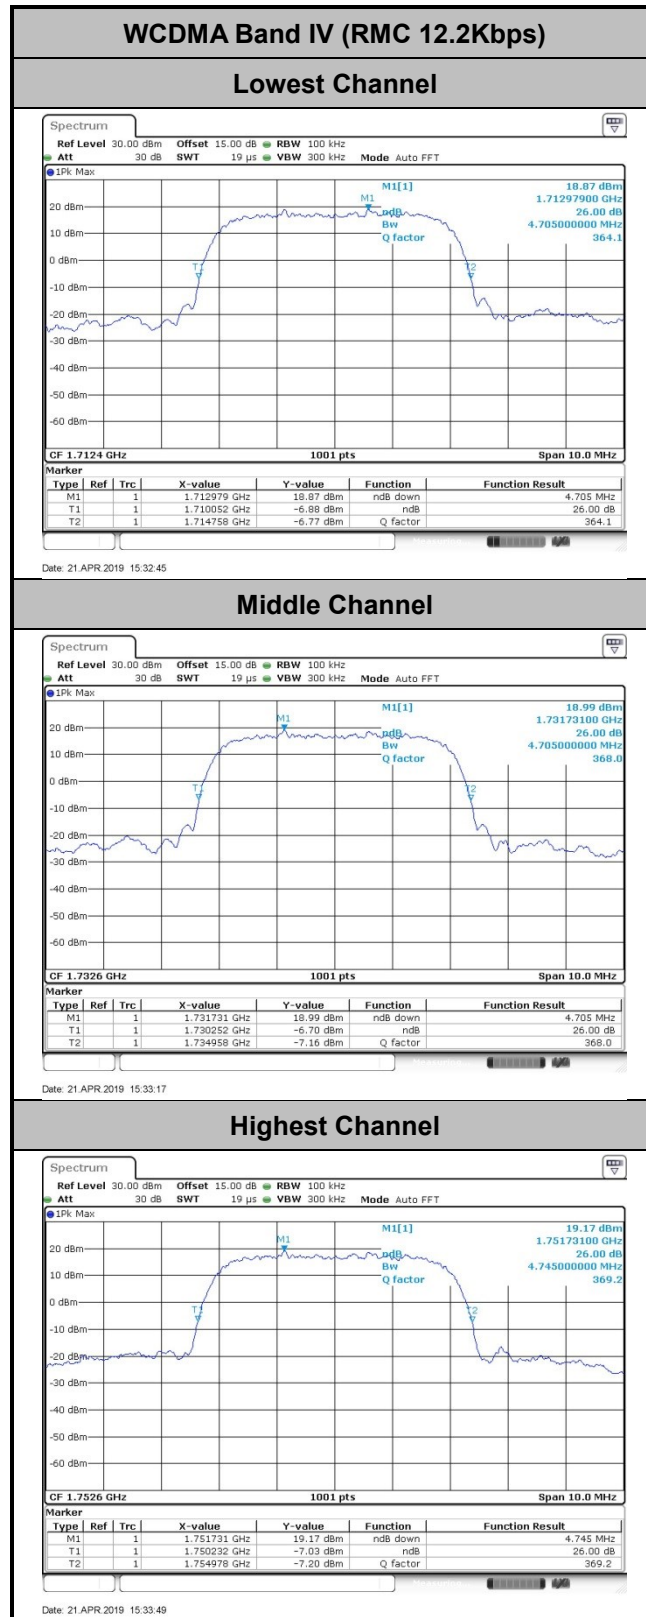 WCDMA Band IV (RMC 12.2Kbps)
Lowest Channel
Spectrum
Ref Level 30.00 dBm Offset 15.00 dB RBW 100 kHz
Att 30 dB SWT 19 µs VBW 300 kHz Mode Auto FFT
1Pk Max
M1[1] 18.87 dBm
M1 1.71297900 GHz
20 dBm ndB 26.00 dB
Bw 4.705000000 MHz
10 dBm Q factor 364.1
0 dBm
T1 T2
-10 dBm
-20 dBm
-30 dBm
-40 dBm
-50 dBm
-60 dBm
CF 1.7124 GHz 1001 pts Span 10.0 MHz
Marker
Type Ref Trc X-value Y-value Function Function Result
M1 1 1.712979 GHz 18.87 dBm ndB down 4.705 MHz
T1 1 1.710052 GHz -6.88 dBm ndB 26.00 dB
T2 1 1.714758 GHz -6.77 dBm Q factor 364.1
Date: 21.APR.2019 15:32:45
Middle Channel
Spectrum
Ref Level 30.00 dBm Offset 15.00 dB RBW 100 kHz
Att 30 dB SWT 19 µs VBW 300 kHz Mode Auto FFT
1Pk Max
M1[1] 18.99 dBm
M1 1.73173100 GHz
20 dBm ndB 26.00 dB
Bw 4.705000000 MHz
10 dBm Q factor 368.0
0 dBm
T1 T2
-10 dBm
-20 dBm
-30 dBm
-40 dBm
-50 dBm
-60 dBm
CF 1.7326 GHz 1001 pts Span 10.0 MHz
Marker
Type Ref Trc X-value Y-value Function Function Result
M1 1 1.731731 GHz 18.99 dBm ndB down 4.705 MHz
T1 1 1.730252 GHz -6.70 dBm ndB 26.00 dB
T2 1 1.734958 GHz -7.16 dBm Q factor 368.0
Date: 21.APR.2019 15:33:17
Highest Channel
Spectrum
Ref Level 30.00 dBm Offset 15.00 dB RBW 100 kHz
Att 30 dB SWT 19 µs VBW 300 kHz Mode Auto FFT
1Pk Max
M1[1] 19.17 dBm
M1 1.75173100 GHz
20 dBm ndB 26.00 dB
Bw 4.745000000 MHz
10 dBm Q factor 369.2
0 dBm
T1 T2
-10 dBm
-20 dBm
-30 dBm
-40 dBm
-50 dBm
-60 dBm
CF 1.7526 GHz 1001 pts Span 10.0 MHz
Marker
Type Ref Trc X-value Y-value Function Function Result
M1 1 1.751731 GHz 19.17 dBm ndB down 4.745 MHz
T1 1 1.750232 GHz -7.03 dBm ndB 26.00 dB
T2 1 1.754978 GHz -7.20 dBm Q factor 369.2
Date: 21.APR.2019 15:33:49